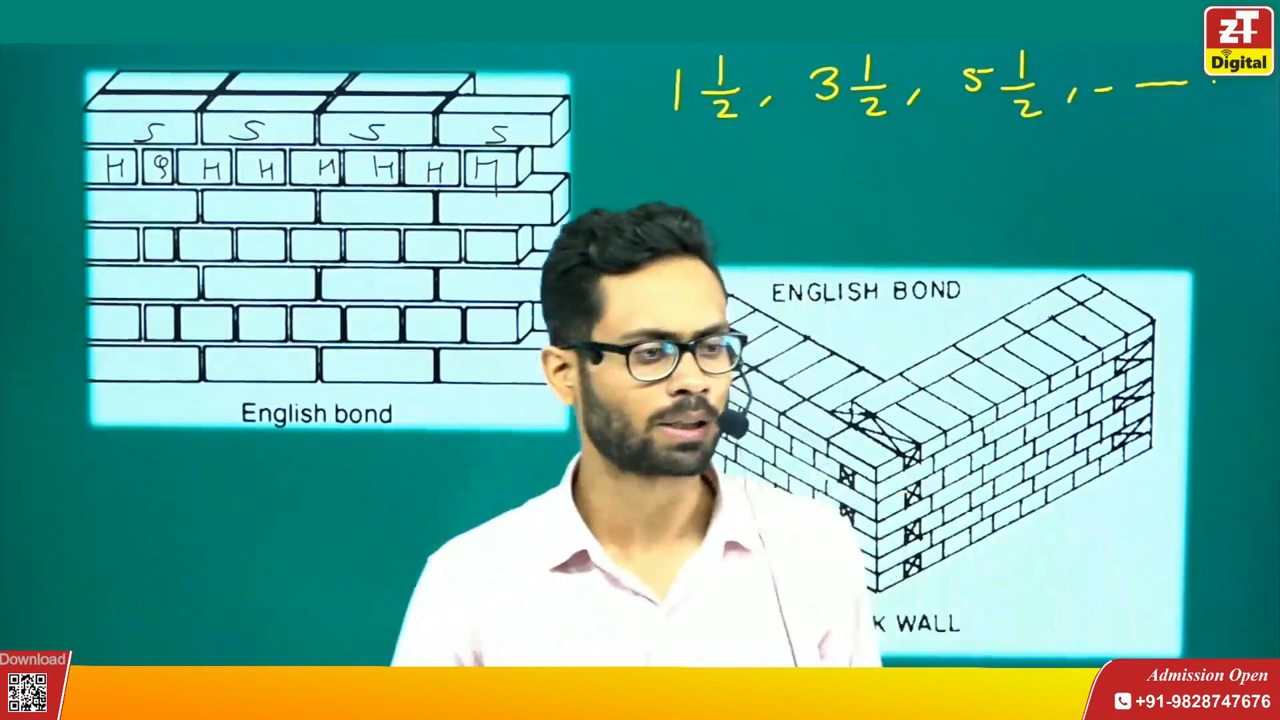 ZT
Digital
1 1/2, 3 1/2, 5 1/2, - — .
S S S S
H Q H H H H H H
English bond
ENGLISH BOND
K WALL
Download
Admission Open
+91-9828747676